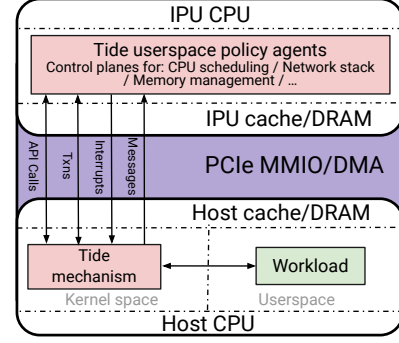 IPU CPU
Tide userspace policy agents
Control planes for: CPU scheduling / Network stack
/ Memory management / ...
IPU cache/DRAM
API Calls
Txns
Interrupts
Messages
PCIe MMIO/DMA
Host cache/DRAM
Tide
mechanism
Workload
Kernel space
Userspace
Host CPU